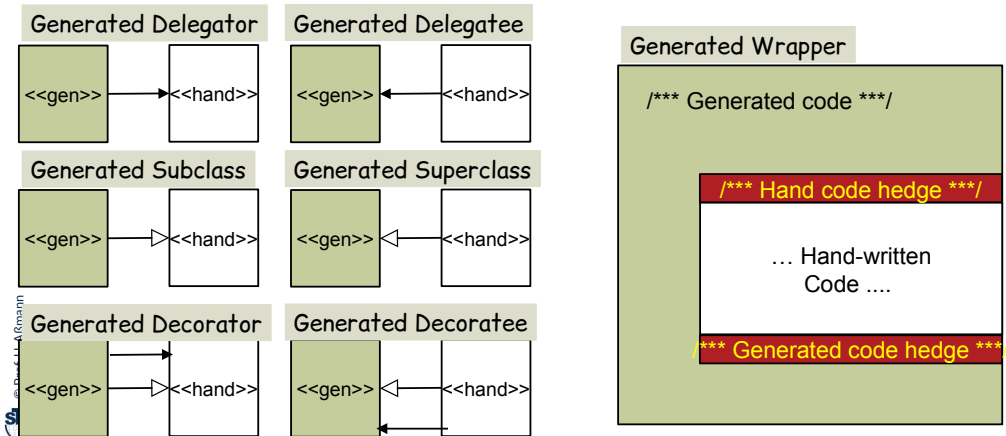 Generated Delegator
<<gen>>
<<hand>>
Generated Delegatee
<<gen>>
<<hand>>
Generated Subclass
<<gen>>
<<hand>>
Generated Superclass
<<gen>>
<<hand>>
Generated Decorator
<<gen>>
<<hand>>
Generated Decoratee
<<gen>>
<<hand>>
Generated Wrapper
/*** Generated code ***/
/*** Hand code hedge ***/
… Hand-written
Code ....
/*** Generated code hedge ***/